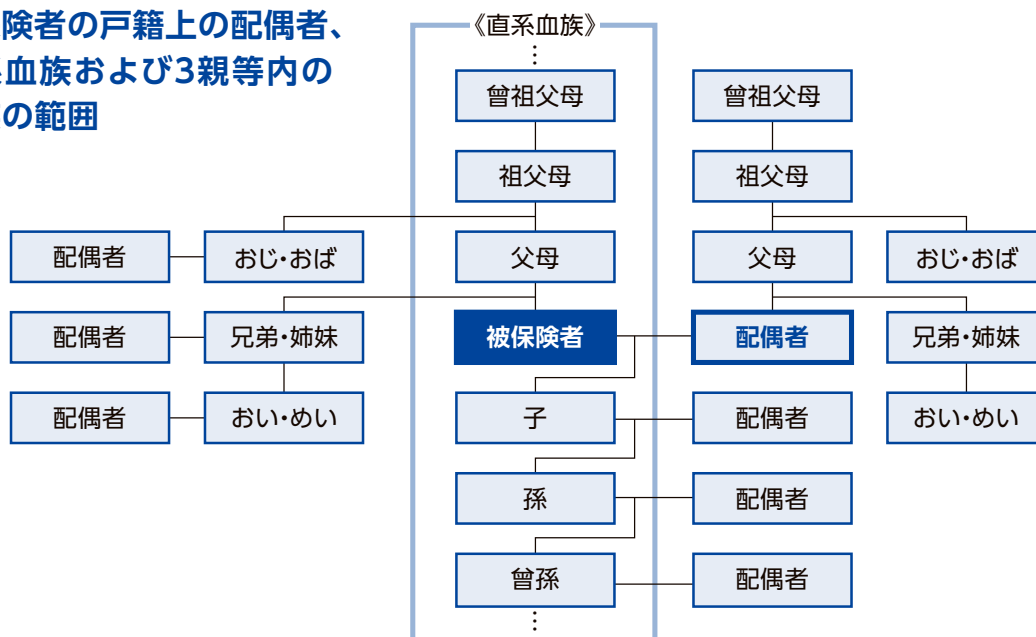 険者の戸籍上の配偶者、
血族および3親等内の
の範囲
《直系血族》
⋮
曾祖父母
曾祖父母
祖父母
祖父母
配偶者
おじ・おば
父母
父母
おじ・おば
配偶者
兄弟・姉妹
被保険者
配偶者
兄弟・姉妹
配偶者
おい・めい
子
配偶者
おい・めい
孫
配偶者
曾孫
配偶者
⋮